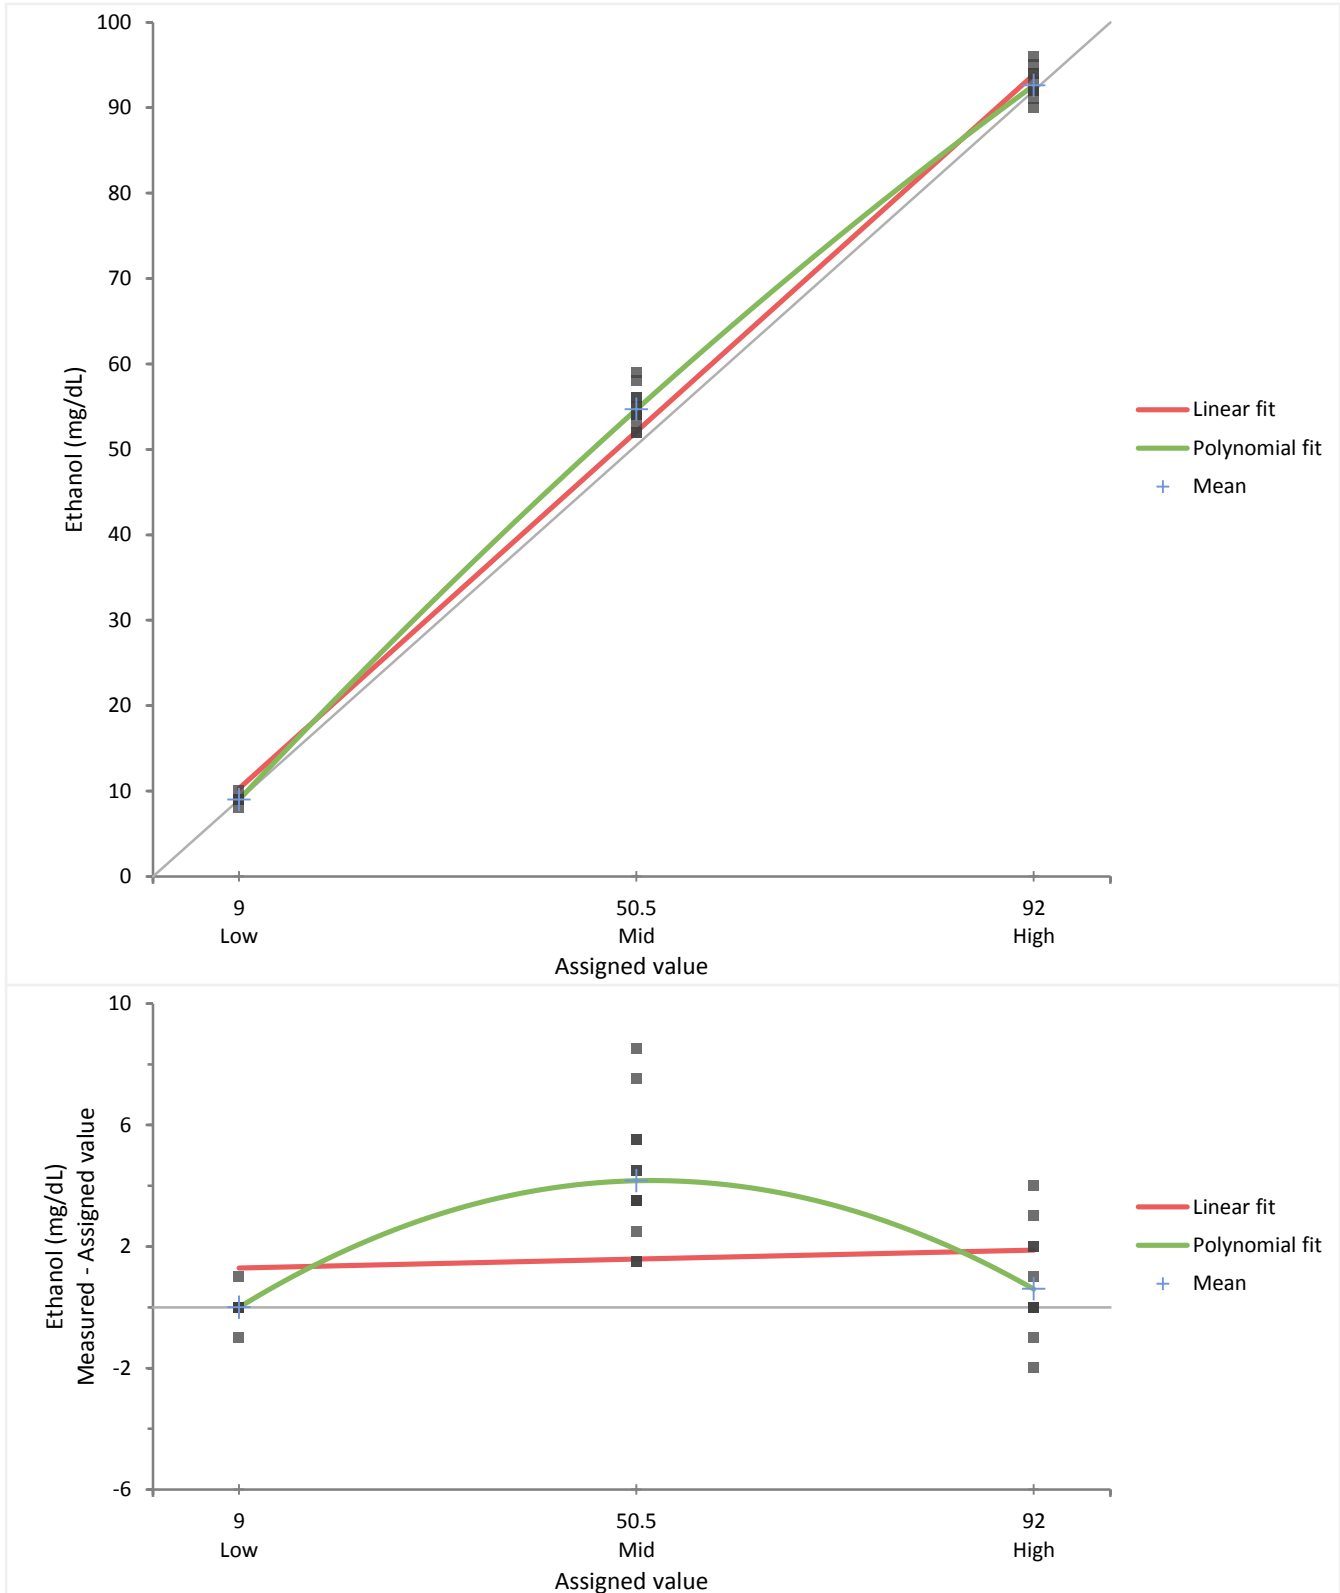 100
90
80
70
60
50
40
30
20
10
0
Ethanol (mg/dL)
9
50.5
92
Low
Mid
High
Assigned value
Linear fit
Polynomial fit
Mean
10
6
2
-2
-6
Ethanol (mg/dL)
Measured - Assigned value
9
50.5
92
Low
Mid
High
Assigned value
Linear fit
Polynomial fit
Mean